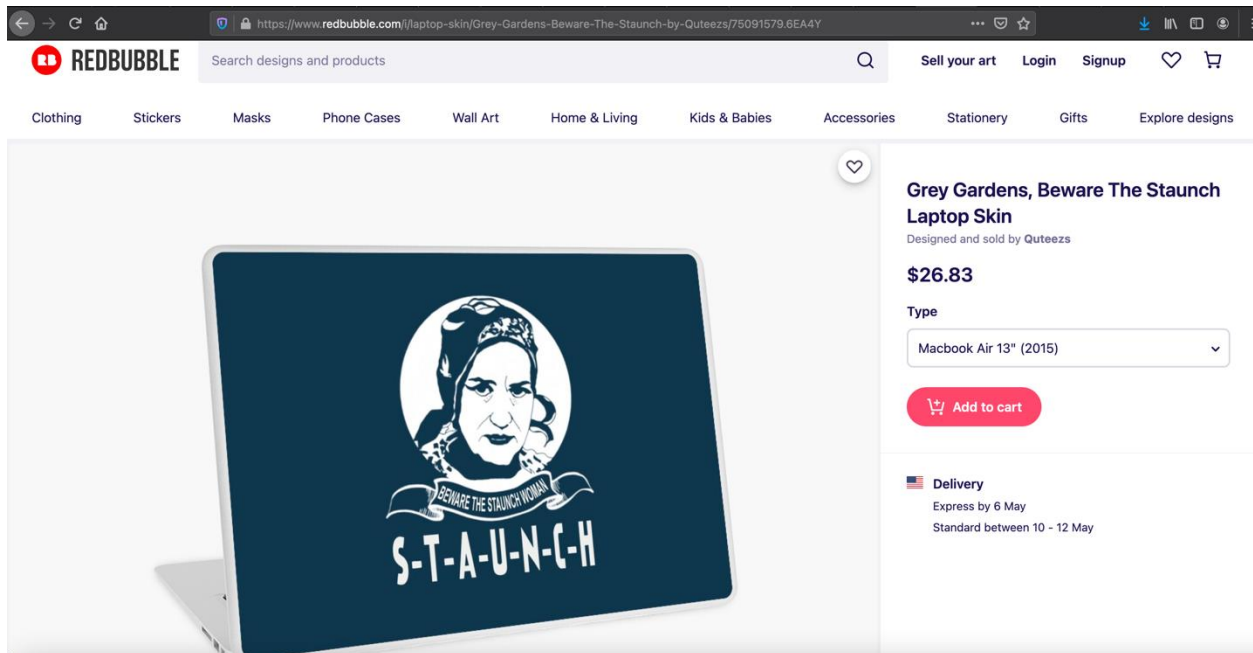 https://www.redbubble.com/i/laptop-skin/Grey-Gardens-Beware-The-Staunch-by-Quteezs/75091579.6EA4Y
RB REDBUBBLE
Search designs and products
Sell your art
Login
Signup
Clothing
Stickers
Masks
Phone Cases
Wall Art
Home & Living
Kids & Babies
Accessories
Stationery
Gifts
Explore designs
BEWARE THE STAUNCH WOMAN
S-T-A-U-N-C-H
Grey Gardens, Beware The Staunch
Laptop Skin
Designed and sold by Quteezs
$26.83
Type
Macbook Air 13" (2015)
Add to cart
Delivery
Express by 6 May
Standard between 10 - 12 May